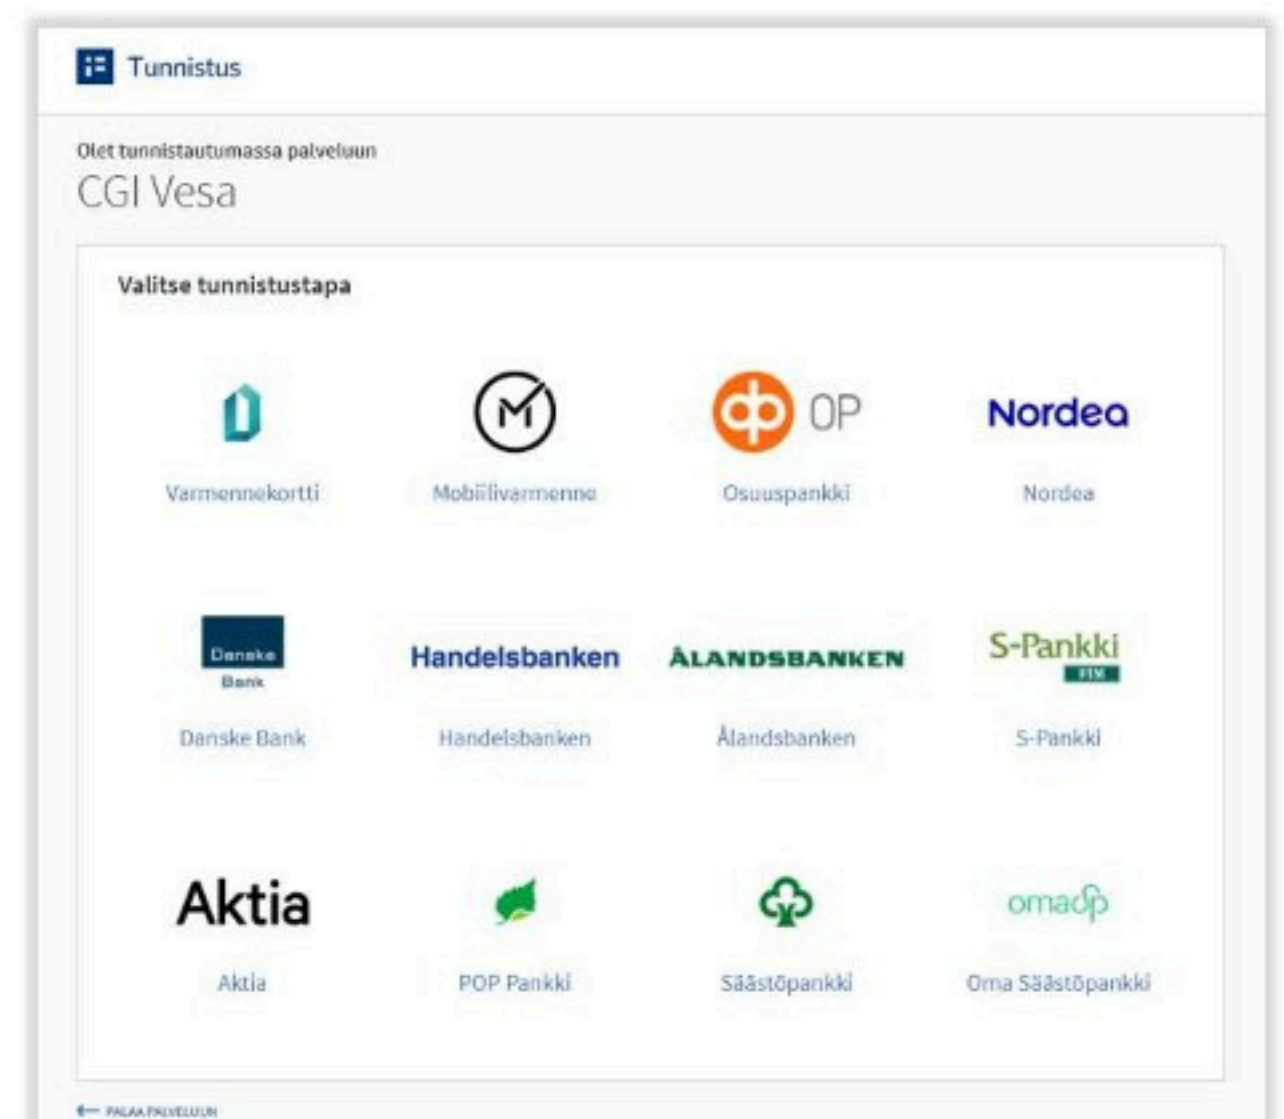 Tunnistus
Olet tunnistautumassa palveluun
CGI Vesa
Valitse tunnistustapa
OP
Nordea
Varmennekortti
Mobiilivarmenne
Osuuspankki
Nordea
Danske
Bank
Handelsbanken
ÅLANDSBANKEN
S-Pankki
FIM
Danske Bank
Handelsbanken
Ålandsbanken
S-Pankki
Aktia
omasp
Aktia
POP Pankki
Säästöpankki
Oma Säästöpankki
PALAA PALVELUUN